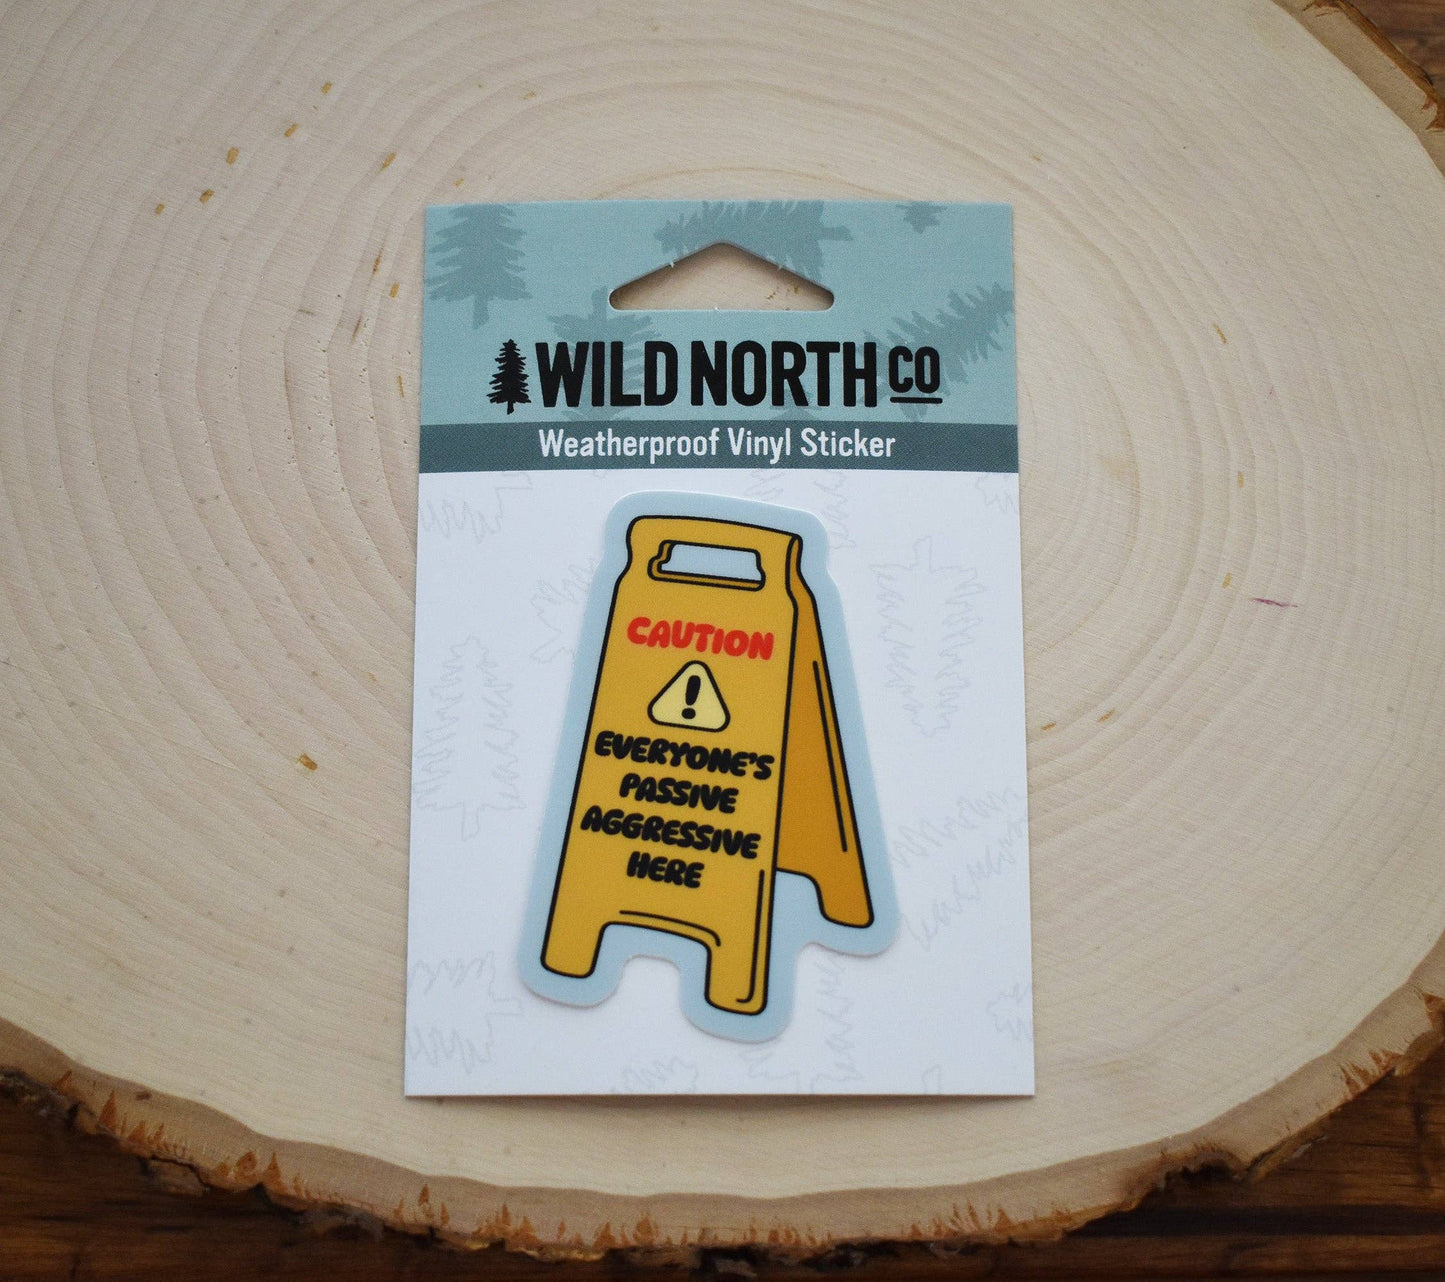 WILD NORTH CO
Weatherproof Vinyl Sticker
CAUTION
!
EVERYONE'S
PASSIVE
AGGRESSIVE
HERE